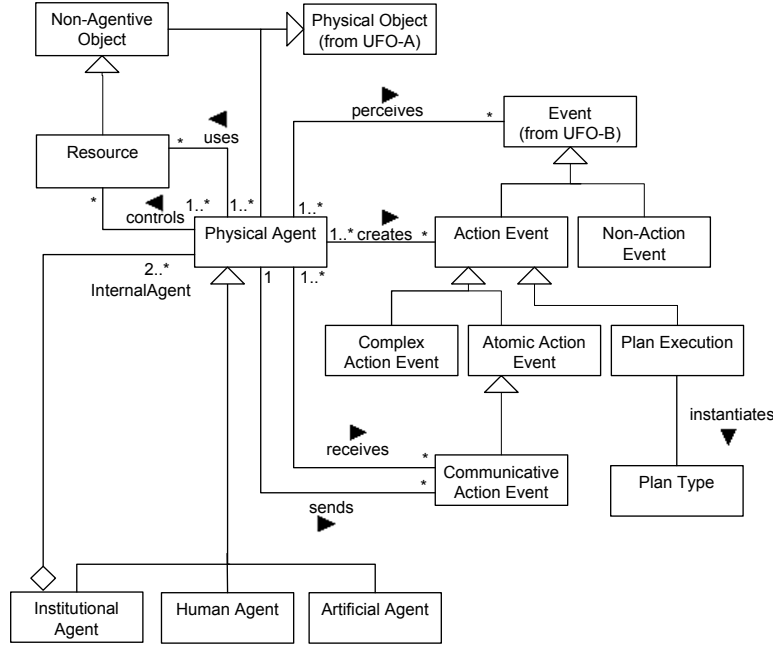 Non-Agentive
Object
Physical Object
(from UFO-A)
perceives
*
Event
(from UFO-B)
Resource
*
uses
*
controls
1..*
1..*
1..*
Physical Agent
1..*
creates
*
Action Event
Non-Action
Event
2..*
InternalAgent
1
1..*
Complex
Action Event
Atomic Action
Event
Plan Execution
instantiates
receives
*
*
Communicative
Action Event
Plan Type
sends
Institutional
Agent
Human Agent
Artificial Agent